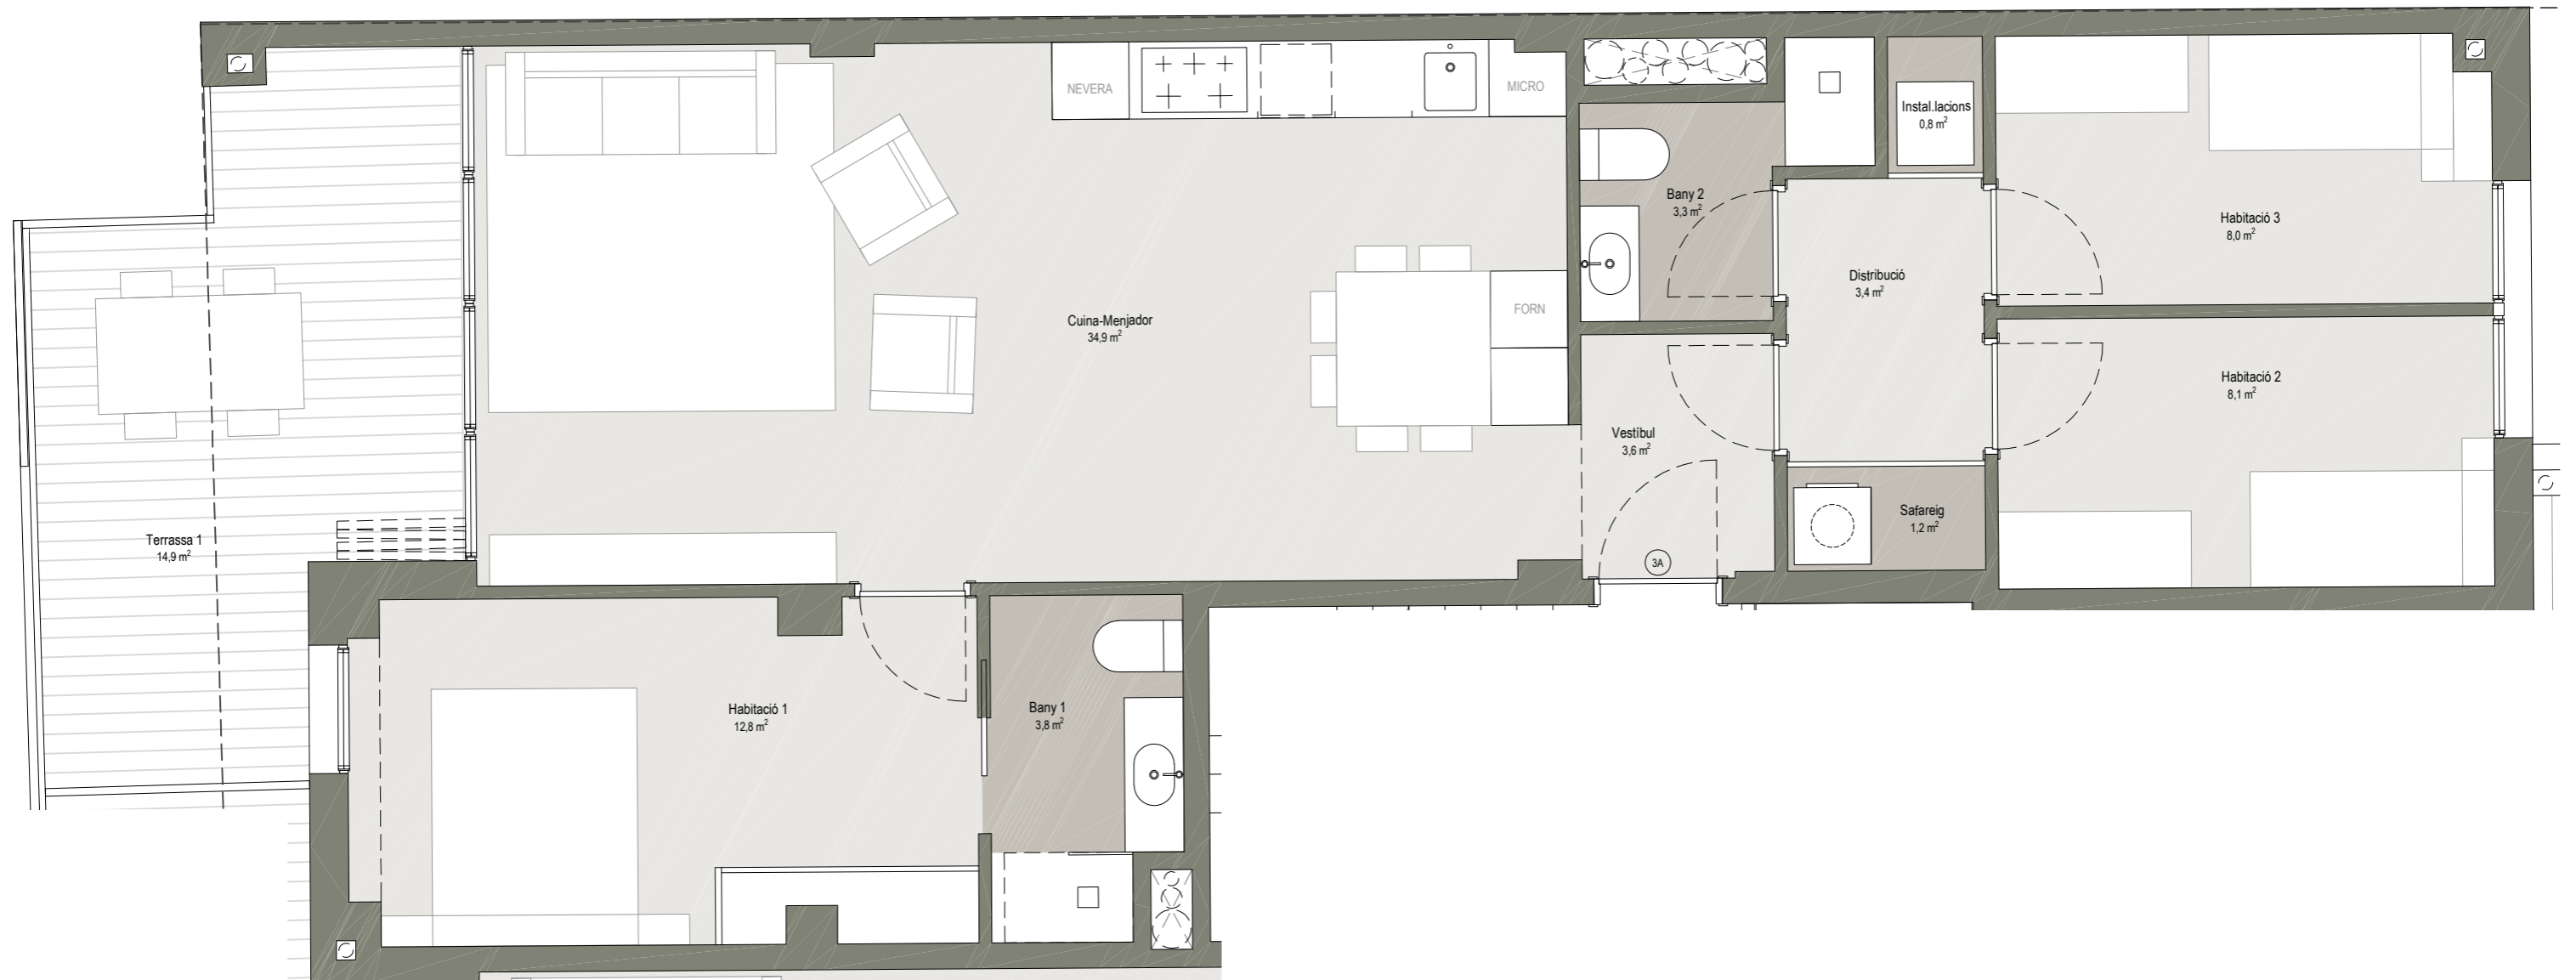 NEVERA
MICRO
Instal.lacions
0,8 m²
Bany 2
3,3 m²
Habitació 3
8,0 m²
Distribució
3,4 m²
Cuina-Menjador
34,9 m²
FORN
Habitació 2
8,1 m²
Vestíbul
3,6 m²
Safareig
1,2 m²
Terrassa 1
14,9 m²
3A
Habitació 1
12,8 m²
Bany 1
3,8 m²